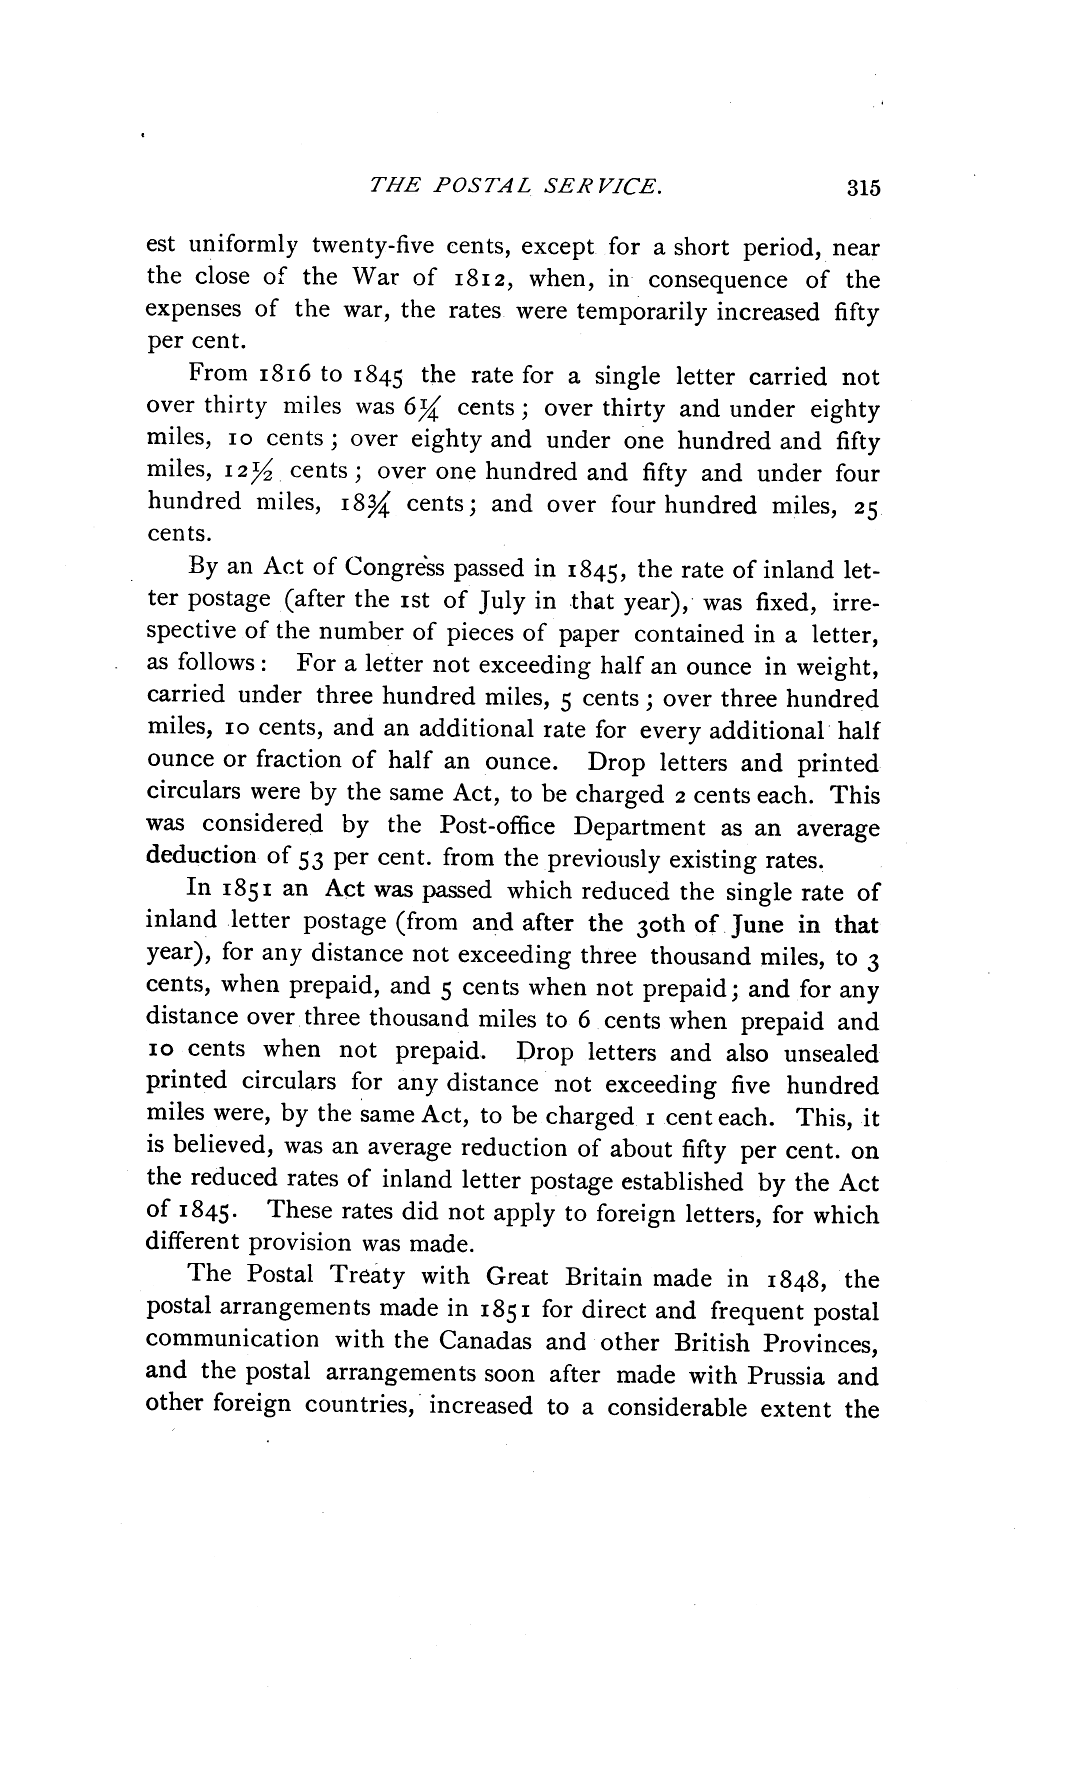 THE POSTAL SERVICE. 315
est uniformly twenty-five cents, except for a short period, near
the close of the War of 1812, when, in consequence of the
expenses of the war, the rates were temporarily increased fifty
per cent.
From 1816 to 1845 the rate for a single letter carried not
over thirty miles was 6¼ cents; over thirty and under eighty
miles, 10 cents; over eighty and under one hundred and fifty
miles, 12½ cents; over one hundred and fifty and under four
hundred miles, 18¾ cents; and over four hundred miles, 25
cents.
By an Act of Congress passed in 1845, the rate of inland let-
ter postage (after the 1st of July in that year), was fixed, irre-
spective of the number of pieces of paper contained in a letter,
as follows: For a letter not exceeding half an ounce in weight,
carried under three hundred miles, 5 cents; over three hundred
miles, 10 cents, and an additional rate for every additional half
ounce or fraction of half an ounce. Drop letters and printed
circulars were by the same Act, to be charged 2 cents each. This
was considered by the Post-office Department as an average
deduction of 53 per cent. from the previously existing rates.
In 1851 an Act was passed which reduced the single rate of
inland letter postage (from and after the 30th of June in that
year), for any distance not exceeding three thousand miles, to 3
cents, when prepaid, and 5 cents when not prepaid; and for any
distance over three thousand miles to 6 cents when prepaid and
10 cents when not prepaid. Drop letters and also unsealed
printed circulars for any distance not exceeding five hundred
miles were, by the same Act, to be charged 1 cent each. This, it
is believed, was an average reduction of about fifty per cent. on
the reduced rates of inland letter postage established by the Act
of 1845. These rates did not apply to foreign letters, for which
different provision was made.
The Postal Treaty with Great Britain made in 1848, the
postal arrangements made in 1851 for direct and frequent postal
communication with the Canadas and other British Provinces,
and the postal arrangements soon after made with Prussia and
other foreign countries, increased to a considerable extent the